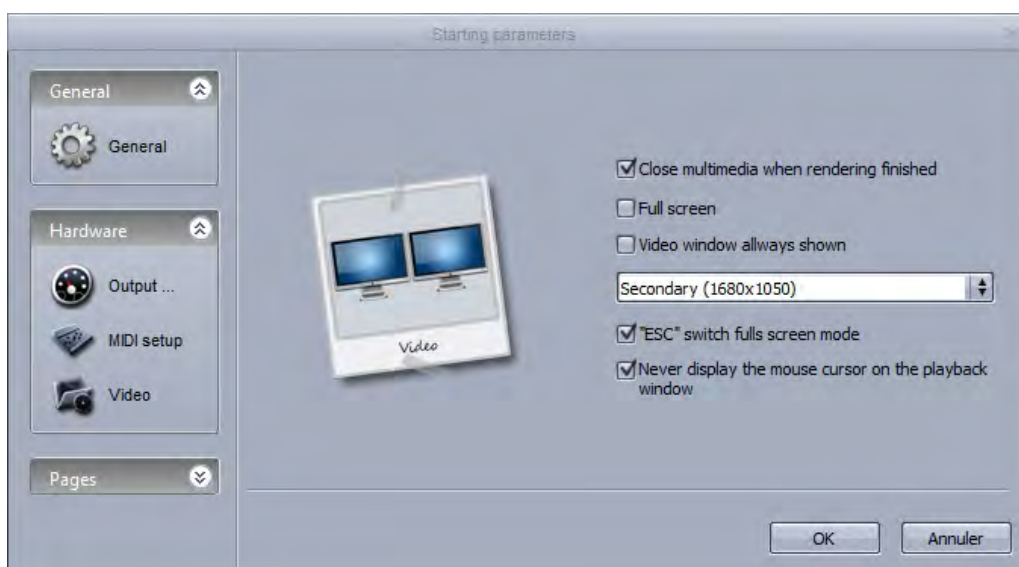 Starting parameters
General
General
Hardware
Output ...
MIDI setup
Video
Pages
Video
Close multimedia when rendering finished
Full screen
Video window allways shown
Secondary (1680x1050)
"ESC" switch fulls screen mode
Never display the mouse cursor on the playback
window
OK
Annuler